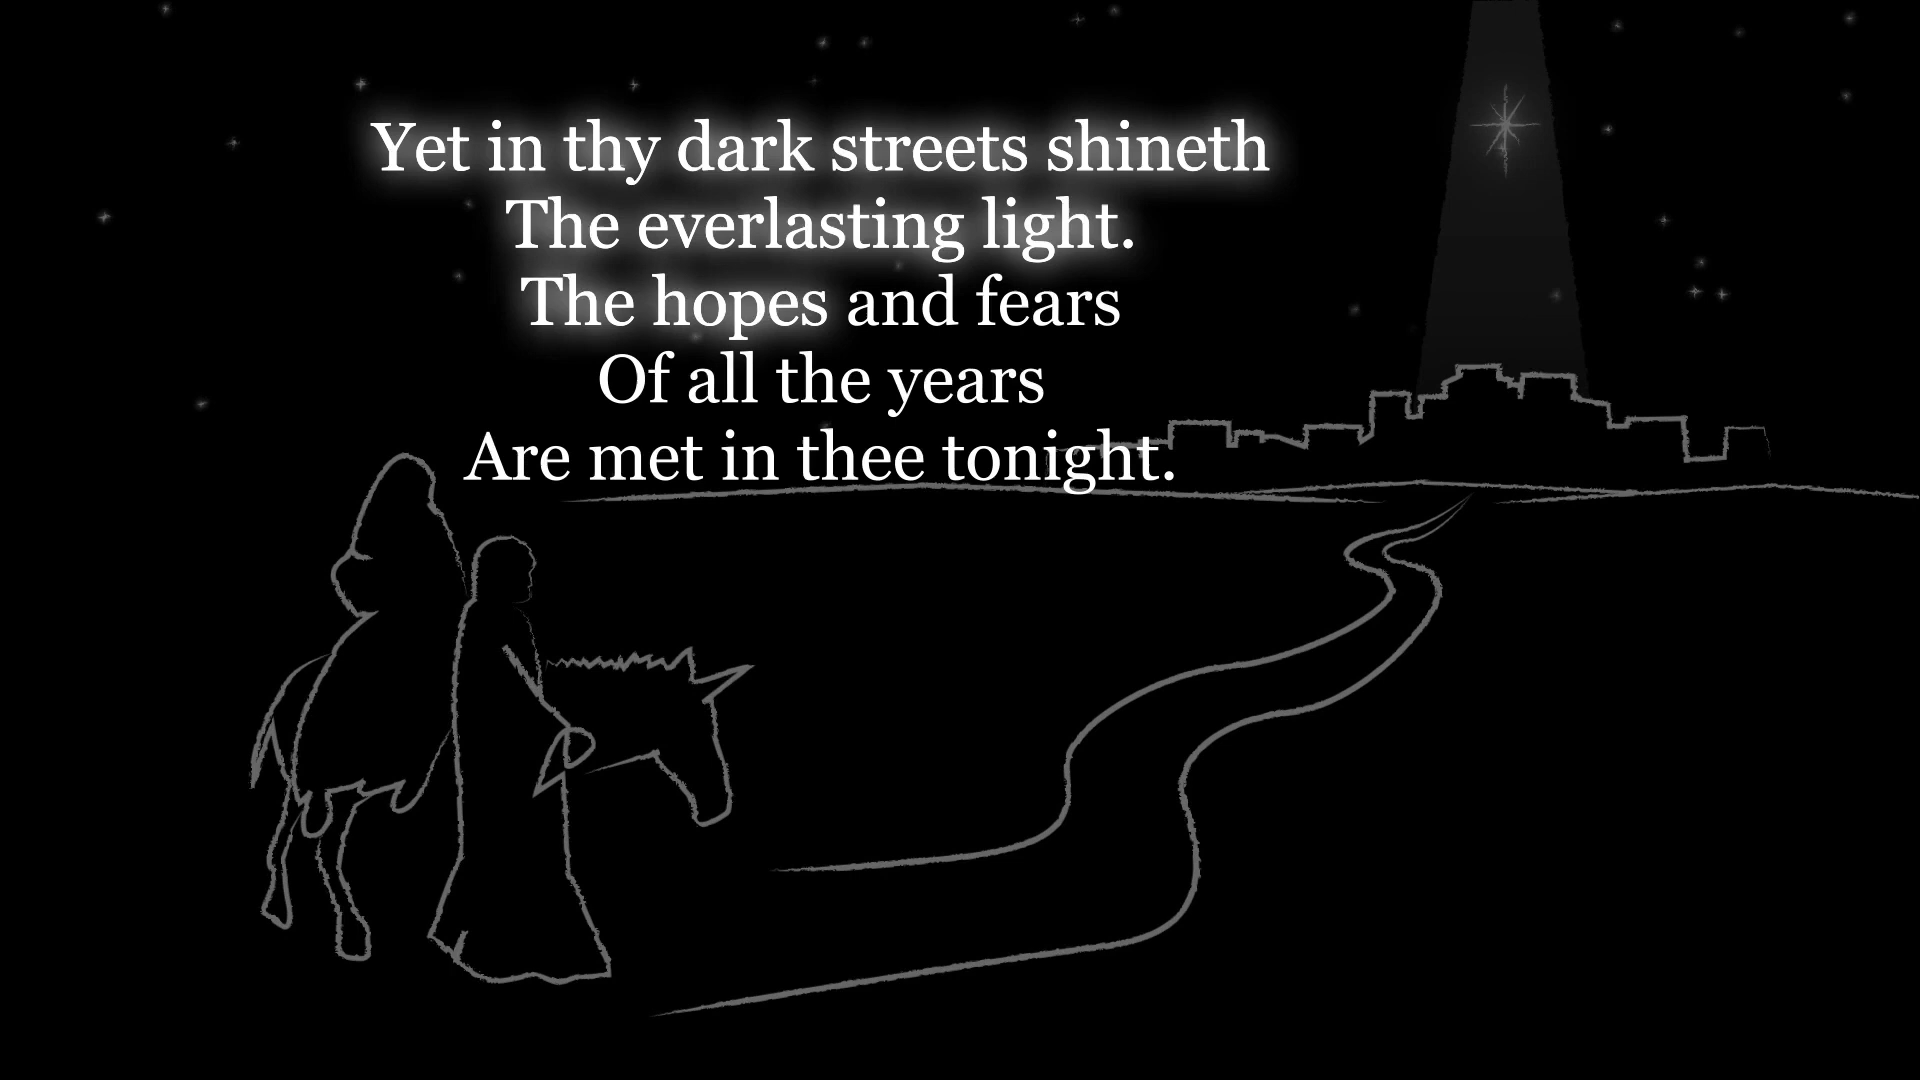 Yet in thy dark streets shineth
The everlasting light.
The hopes and fears
Of all the years
Are met in thee tonight.